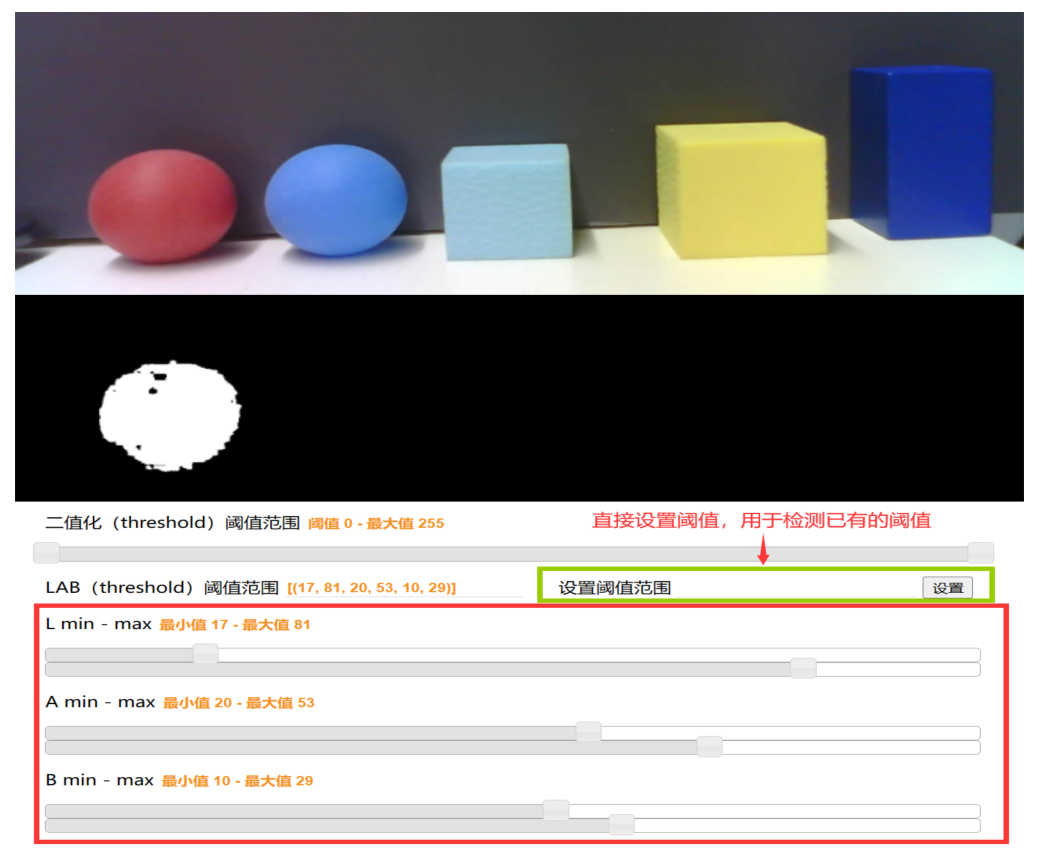 二值化（threshold）阈值范围 阈值 0 - 最大值 255
直接设置阈值，用于检测已有的阈值
LAB（threshold）阈值范围 [(17, 81, 20, 53, 10, 29)]
设置阈值范围 设置
L min - max 最小值 17 - 最大值 81
A min - max 最小值 20 - 最大值 53
B min - max 最小值 10 - 最大值 29